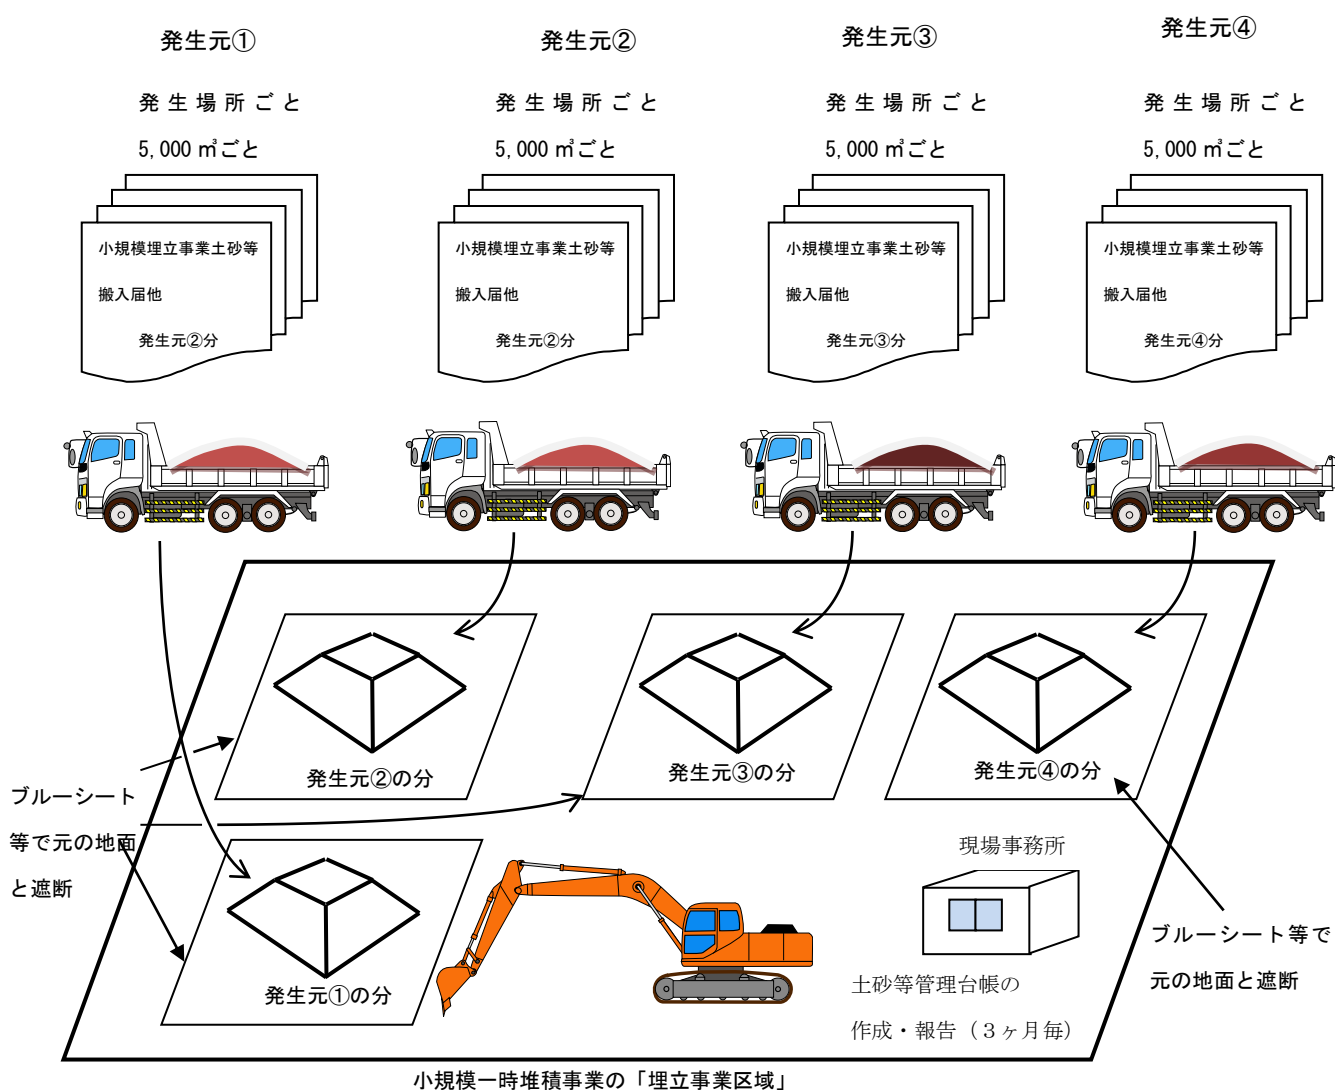 発生元①
発生元②
発生元③
発生元④
発生場所ごと
5,000㎥ごと
発生場所ごと
5,000㎥ごと
発生場所ごと
5,000㎥ごと
発生場所ごと
5,000㎥ごと
小規模埋立事業土砂等
搬入届他
発生元②分
小規模埋立事業土砂等
搬入届他
発生元②分
小規模埋立事業土砂等
搬入届他
発生元③分
小規模埋立事業土砂等
搬入届他
発生元④分
発生元②の分
発生元③の分
発生元④の分
ブルーシート
等で元の地面
と遮断
発生元①の分
現場事務所
土砂等管理台帳の
作成・報告（３ヶ月毎）
ブルーシート等で
元の地面と遮断
小規模一時堆積事業の「埋立事業区域」